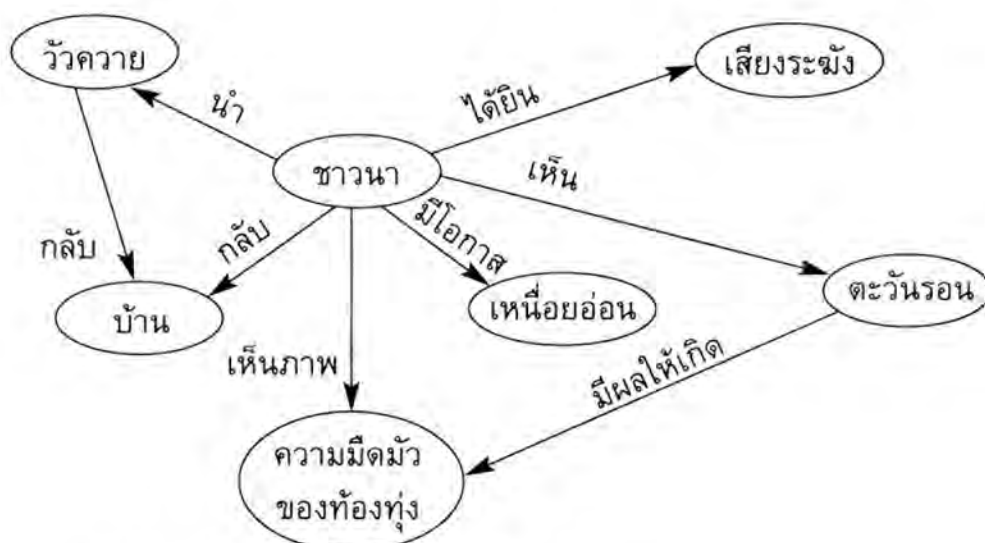 วัวควาย
เสียงระฆัง
นำ
ได้ยิน
ชาวนา
เห็น
กลับ
กลับ
มีโอกาส
บ้าน
เหนื่อยอ่อน
ตะวันรอน
เห็นภาพ
มีผลให้เกิด
ความมืดมัว
ของท้องทุ่ง